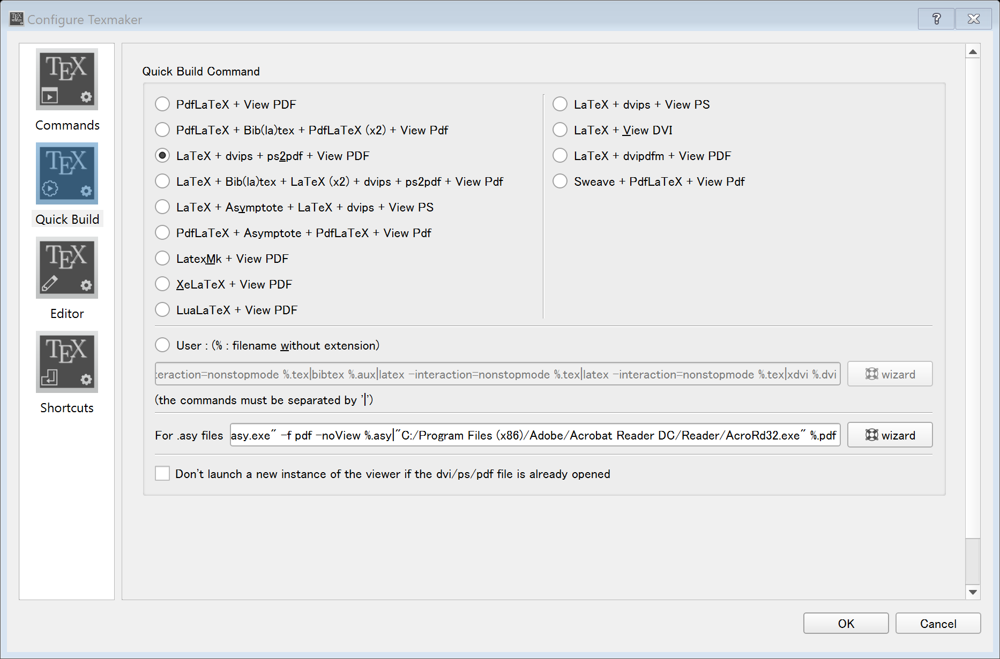 Configure Texmaker
TEX
Commands
TEX
Quick Build
TEX
Editor
TEX
Shortcuts
Quick Build Command
PdfLaTeX + View PDF
PdfLaTeX + Bib(la)tex + PdfLaTeX (x2) + View Pdf
LaTeX + dvips + ps2pdf + View PDF
LaTeX + Bib(la)tex + LaTeX (x2) + dvips + ps2pdf + View Pdf
LaTeX + Asymptote + LaTeX + dvips + View PS
PdfLaTeX + Asymptote + PdfLaTeX + View Pdf
LatexMk + View PDF
XeLaTeX + View PDF
LuaLaTeX + View PDF
LaTeX + dvips + View PS
LaTeX + View DVI
LaTeX + dvipdfm + View PDF
Sweave + PdfLaTeX + View Pdf
User : (% : filename without extension)
teraction=nonstopmode %.tex|bibtex %.aux|latex -interaction=nonstopmode %.tex|latex -interaction=nonstopmode %.tex|xdvi %.dvi
wizard
(the commands must be separated by '|')
For .asy files
asy.exe" -f pdf -noView %.asy|"C:/Program Files (x86)/Adobe/Acrobat Reader DC/Reader/AcroRd32.exe" %.pdf
wizard
Don't launch a new instance of the viewer if the dvi/ps/pdf file is already opened
OK
Cancel